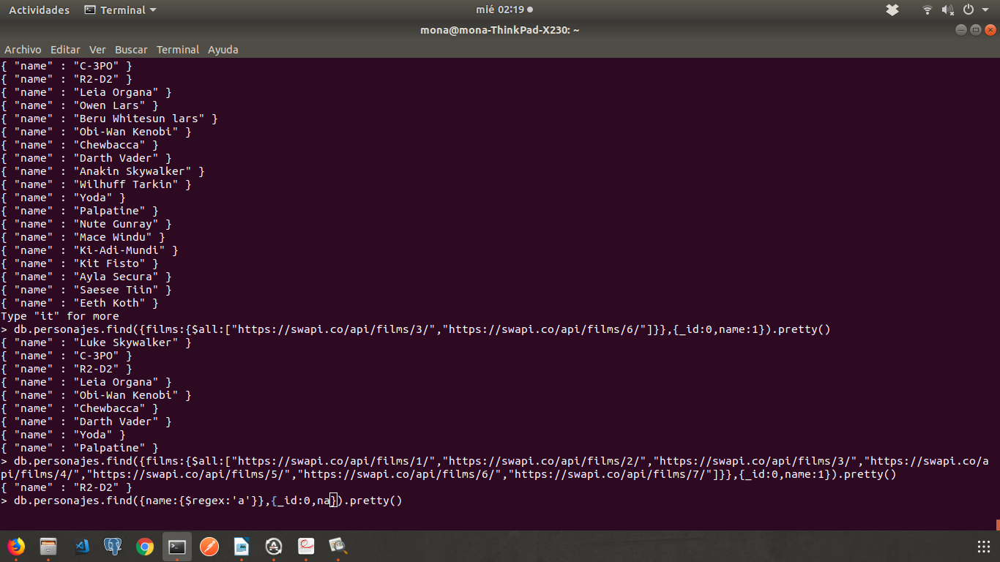 Actividades Terminal mié 02:19
mona@mona-ThinkPad-X230: ~
Archivo Editar Ver Buscar Terminal Ayuda
{ "name" : "C-3PO" }
{ "name" : "R2-D2" }
{ "name" : "Leia Organa" }
{ "name" : "Owen Lars" }
{ "name" : "Beru Whitesun lars" }
{ "name" : "Obi-Wan Kenobi" }
{ "name" : "Chewbacca" }
{ "name" : "Darth Vader" }
{ "name" : "Anakin Skywalker" }
{ "name" : "Wilhuff Tarkin" }
{ "name" : "Yoda" }
{ "name" : "Palpatine" }
{ "name" : "Nute Gunray" }
{ "name" : "Mace Windu" }
{ "name" : "Ki-Adi-Mundi" }
{ "name" : "Kit Fisto" }
{ "name" : "Ayla Secura" }
{ "name" : "Saesee Tiin" }
{ "name" : "Eeth Koth" }
Type "it" for more
> db.personajes.find({films:{$all:["https://swapi.co/api/films/3/","https://swapi.co/api/films/6/"]}},{_id:0,name:1}).pretty()
{ "name" : "Luke Skywalker" }
{ "name" : "C-3PO" }
{ "name" : "R2-D2" }
{ "name" : "Leia Organa" }
{ "name" : "Obi-Wan Kenobi" }
{ "name" : "Chewbacca" }
{ "name" : "Darth Vader" }
{ "name" : "Yoda" }
{ "name" : "Palpatine" }
> db.personajes.find({films:{$all:["https://swapi.co/api/films/1/","https://swapi.co/api/films/2/","https://swapi.co/api/films/3/","https://swapi.co/a
pi/films/4/","https://swapi.co/api/films/5/","https://swapi.co/api/films/6/","https://swapi.co/api/films/7/"]}},{_id:0,name:1}).pretty()
{ "name" : "R2-D2" }
> db.personajes.find({name:{$regex:'a'}},{_id:0,na}).pretty()